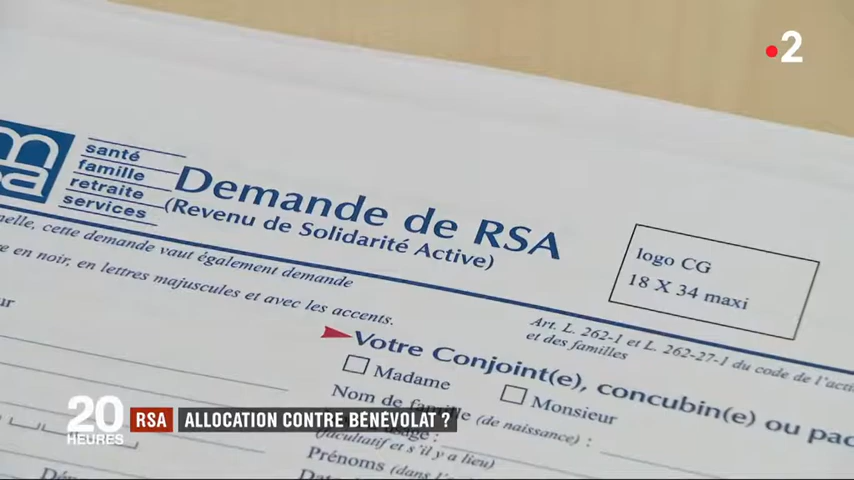 2
santé
famille
retraite
services
Demande de RSA
(Revenu de Solidarité Active)
logo CG
18 X 34 maxi
cette demande vaut également demande
en noir, en lettres majuscules et avec les accents.
Art. L. 262-1 et L. 262-27-1 du code de
et des familles
Votre Conjoint(e), concubin(e) ou
Madame
Monsieur
Nom de famille (de naissance) :
(facultatif et s'il y a lieu)
Prénoms (dans
20
HEURES
RSA
ALLOCATION CONTRE BÉNÉVOLAT ?